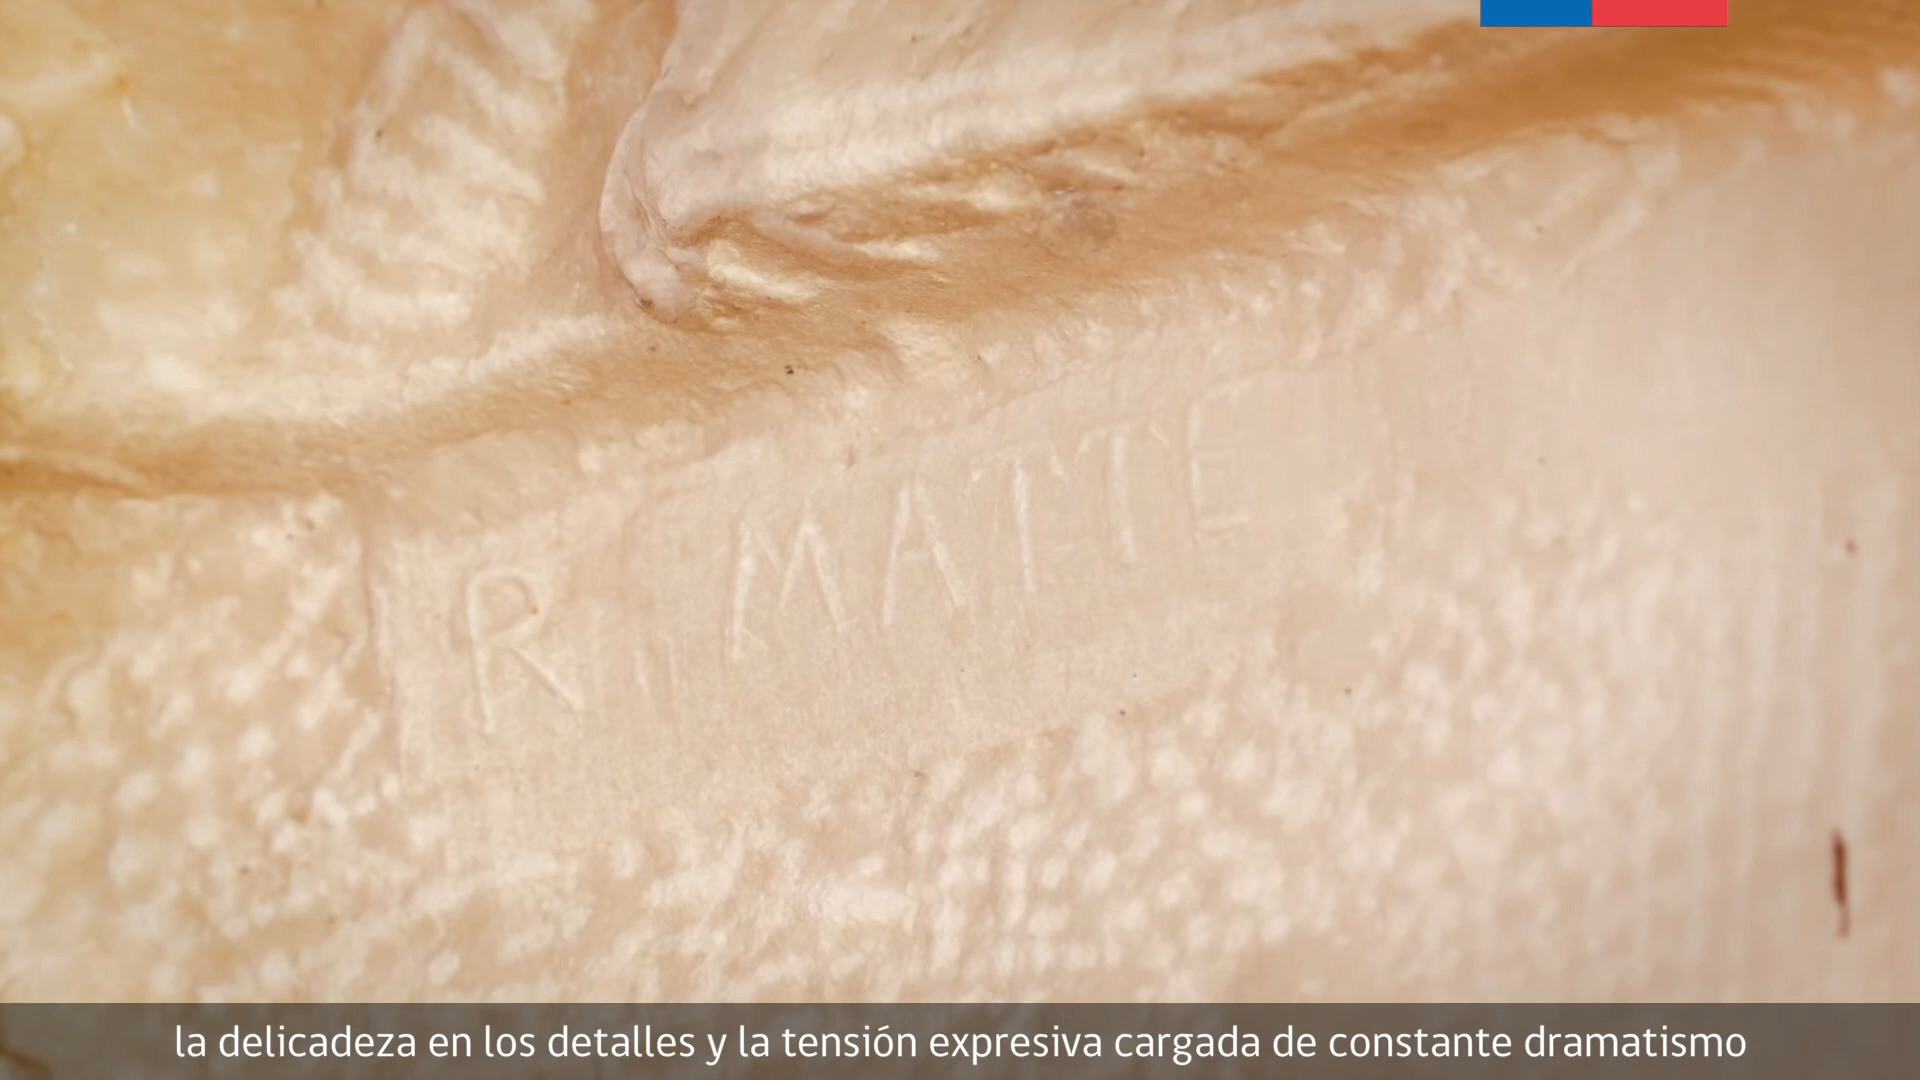 R. MATTE
la delicadeza en los detalles y la tensión expresiva cargada de constante dramatismo